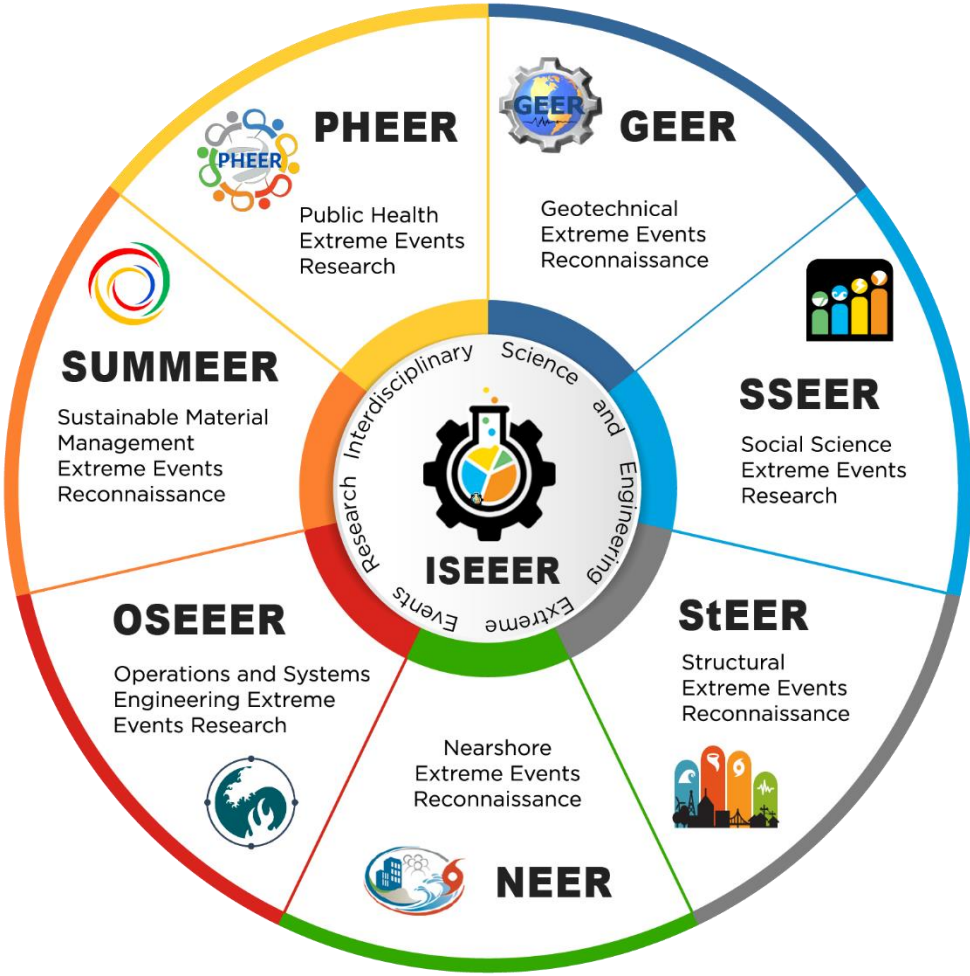 PHEER
PHEER
Public Health
Extreme Events
Research
GEER
GEER
Geotechnical
Extreme Events
Reconnaissance
SSEER
Social Science
Extreme Events
Research
StEER
Structural
Extreme Events
Reconnaissance
Nearshore
Extreme Events
Reconnaissance
NEER
OSEEER
Operations and Systems
Engineering Extreme
Events Research
SUMMEER
Sustainable Material
Management
Extreme Events
Reconnaissance
Interdisciplinary Science and Engineering Extreme Events Research
ISEEER